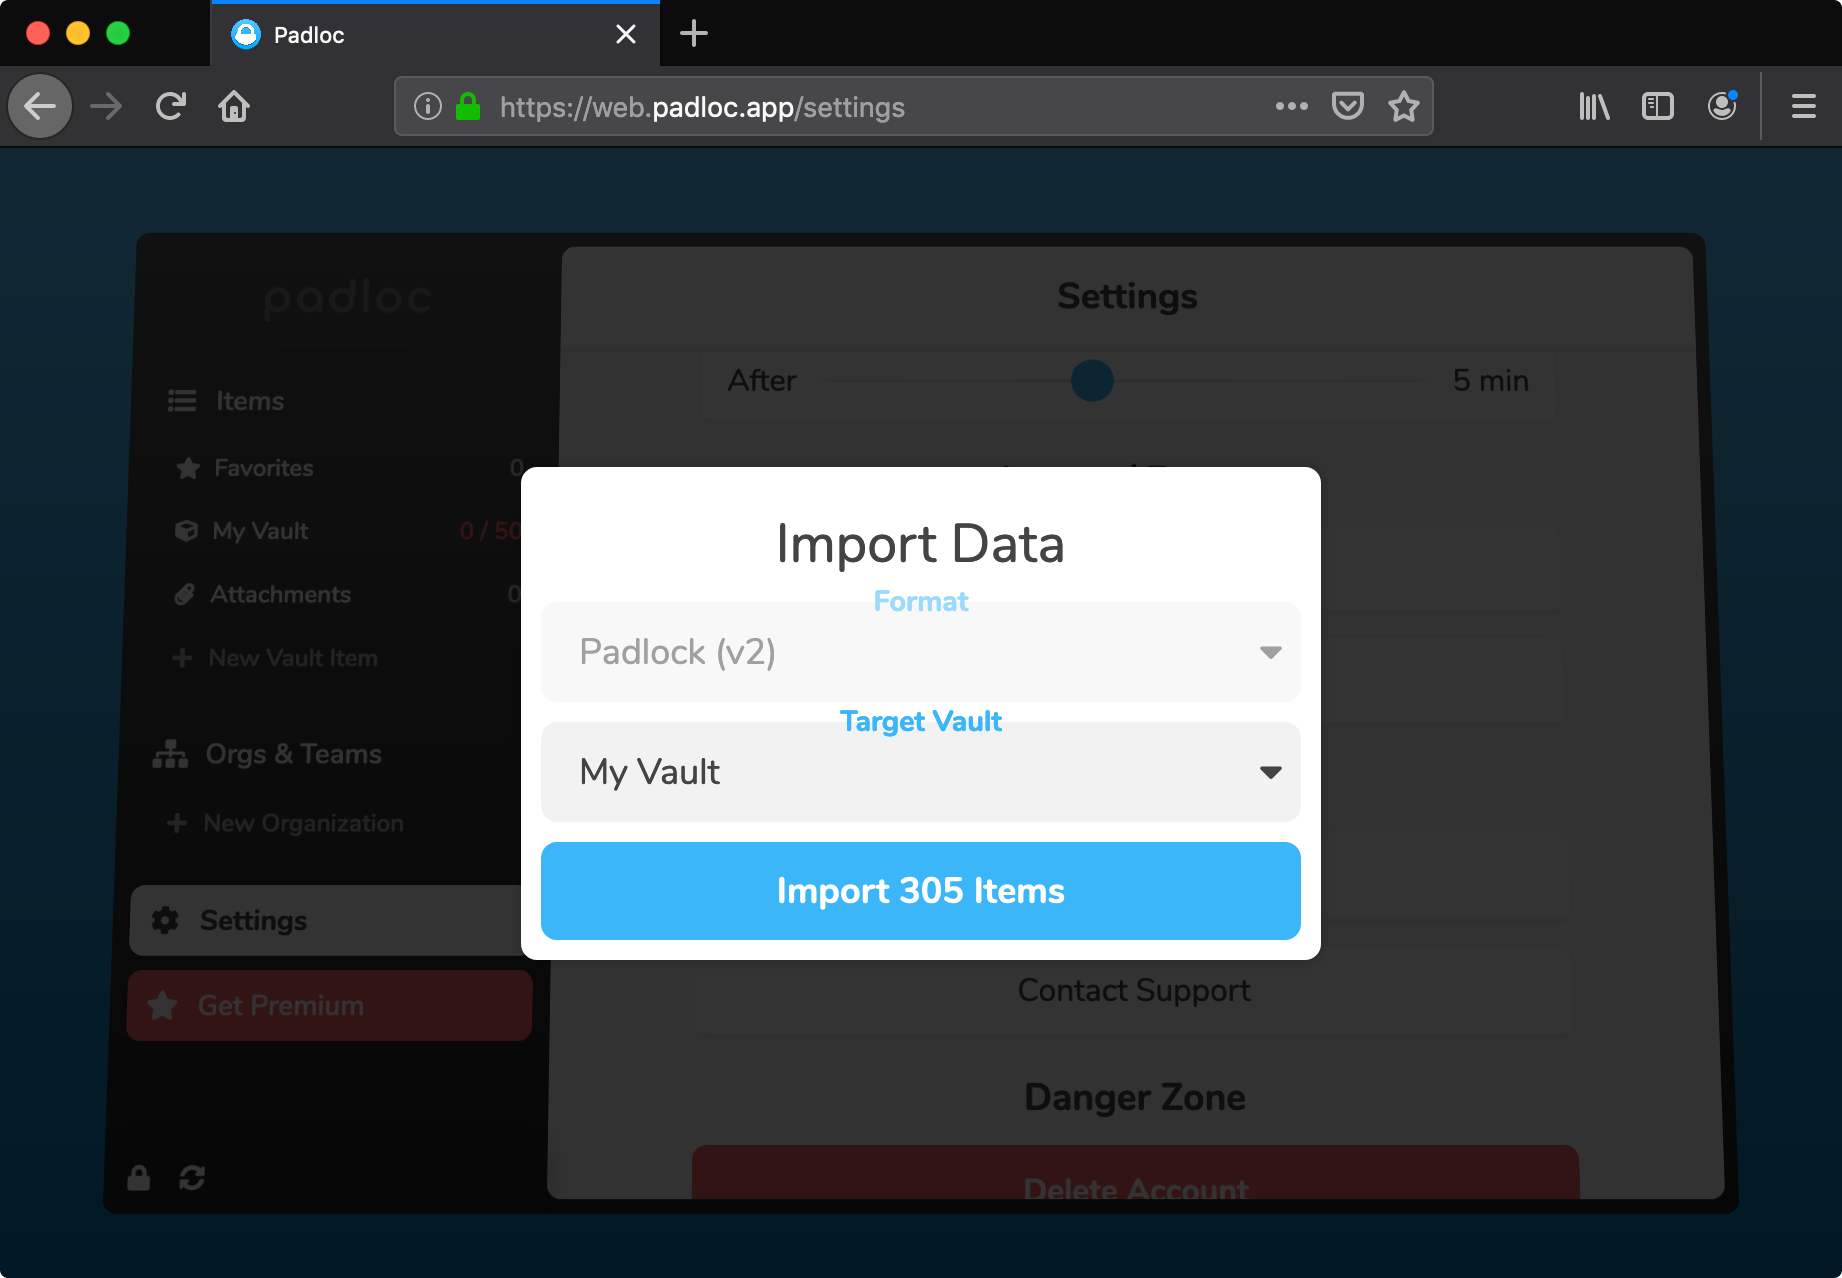 Padloc
https://web.padloc.app/settings
padloc
Items
Favorites 0
My Vault 0 / 50
Attachments 0
New Vault Item
Orgs & Teams
New Organization
Settings
Get Premium
Settings
After 5 min
Import Data
Format
Padlock (v2)
Target Vault
My Vault
Import 305 Items
Contact Support
Danger Zone
Delete Account